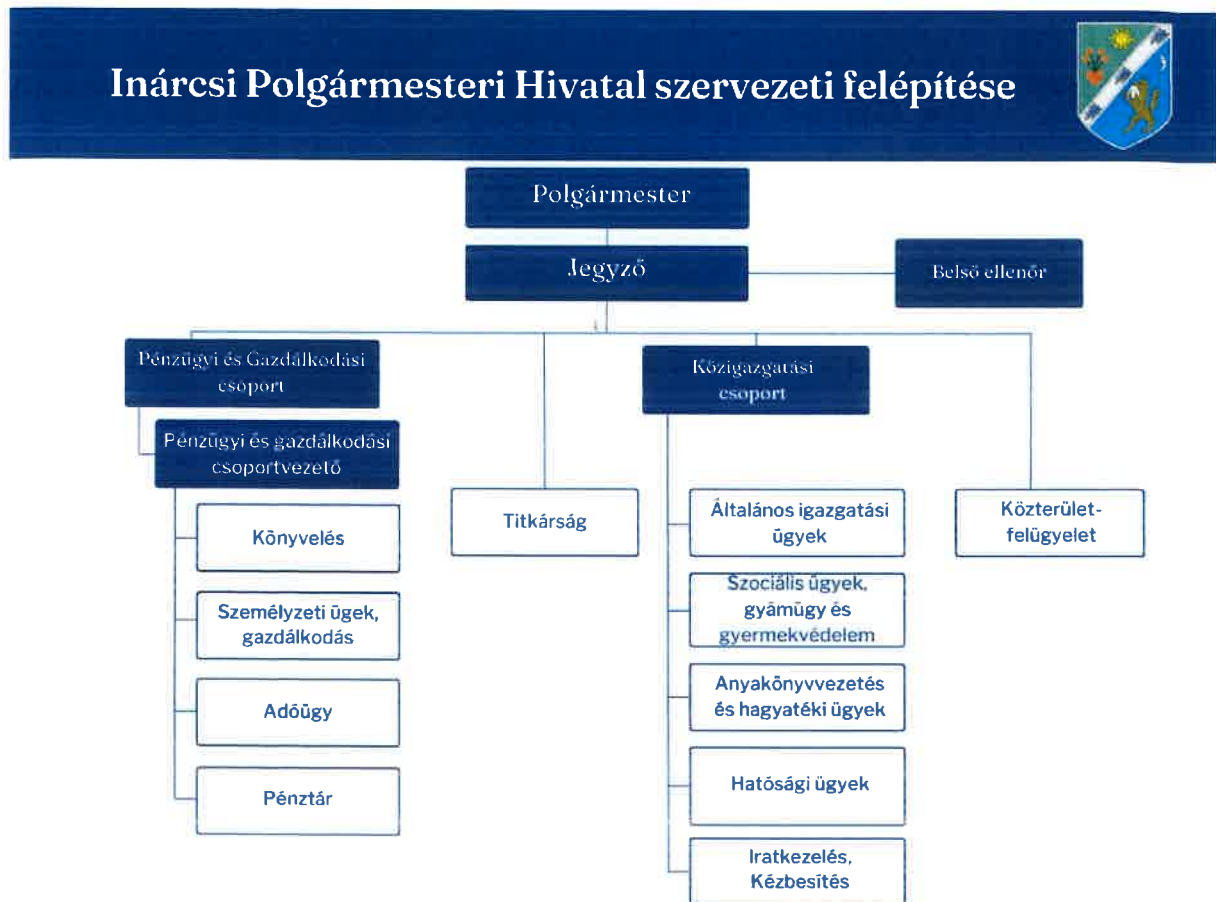 Inárcsi Polgármesteri Hivatal szervezeti felépítése
Polgármester
Jegyző
Belső ellenőr
Pénzügyi és Gazdálkodási
csoport
Pénzügyi és gazdálkodási
csoportvezető
Könyvelés
Személyzeti ügek,
gazdálkodás
Adóügy
Pénztár
Titkárság
Közigazgatási
csoport
Általános igazgatási
ügyek
Szociális ügyek,
gyámügy és
gyermekvédelem
Anyakönyvvezetés
és hagyatéki ügyek
Hatósági ügyek
Iratkezelés,
Kézbesítés
Közterület-
felügyelet